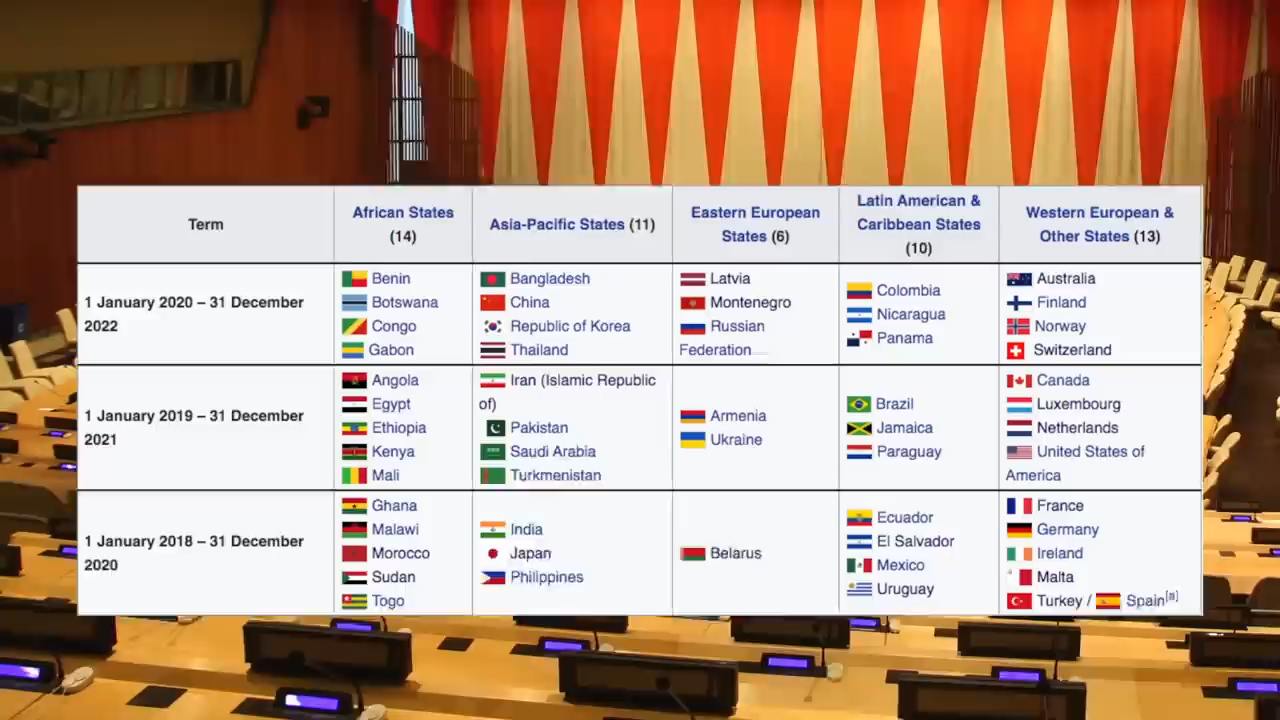 Term
African States
(14)
Asia-Pacific States (11)
Eastern European
States (6)
Latin American &
Caribbean States
(10)
Western European &
Other States (13)
1 January 2020 – 31 December
2022
Benin
Botswana
Congo
Gabon
Bangladesh
China
Republic of Korea
Thailand
Latvia
Montenegro
Russian
Federation
Colombia
Nicaragua
Panama
Australia
Finland
Norway
Switzerland
1 January 2019 – 31 December
2021
Angola
Egypt
Ethiopia
Kenya
Mali
Iran (Islamic Republic
of)
Pakistan
Saudi Arabia
Turkmenistan
Armenia
Ukraine
Brazil
Jamaica
Paraguay
Canada
Luxembourg
Netherlands
United States of
America
1 January 2018 – 31 December
2020
Ghana
Malawi
Morocco
Sudan
Togo
India
Japan
Philippines
Belarus
Ecuador
El Salvador
Mexico
Uruguay
France
Germany
Ireland
Malta
Turkey / Spain[a]